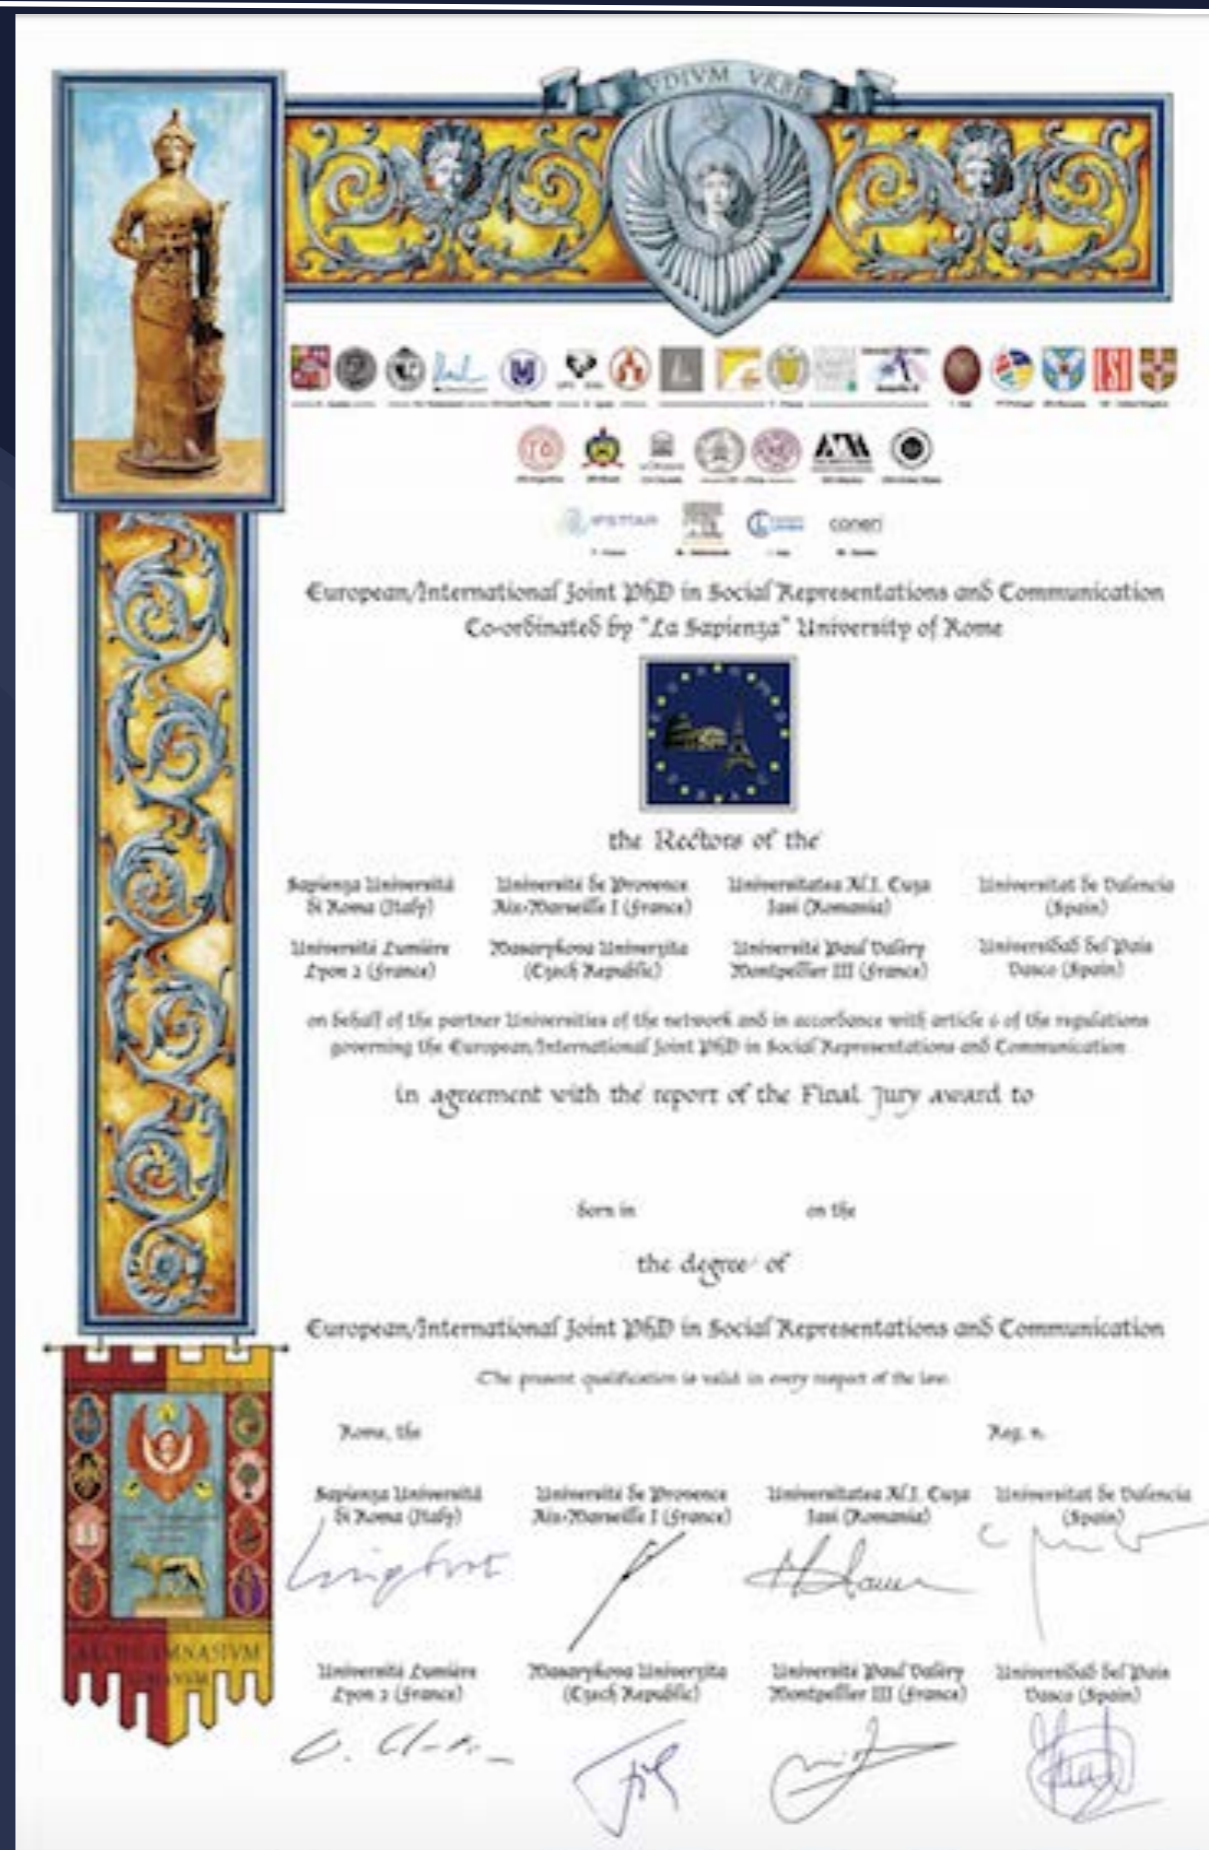 European/International Joint PhD in Social Representations and Communication
Co-ordinated by "La Sapienza" University of Rome
the Rectors of the
Sapienza Università di Roma (Italy)
Université de Provence Aix-Marseille I (France)
Universitatea Al.I. Cuza Iasi (Romania)
Universitat de Valencia (Spain)
Université Lumière Lyon 2 (France)
Masarykova Univerzita (Czech Republic)
Université Paul Valéry Montpellier III (France)
Universidad del Pais Vasco (Spain)
on behalf of the partner Universities of the network and in accordance with article 6 of the regulations
governing the European/International Joint PhD in Social Representations and Communication
in agreement with the report of the Final Jury award to
born in on the
the degree of
European/International Joint PhD in Social Representations and Communication
The present qualification is valid in every respect of the law
Rome, the Reg. n.
Sapienza Università di Roma (Italy)
Université de Provence Aix-Marseille I (France)
Universitatea Al.I. Cuza Iasi (Romania)
Universitat de Valencia (Spain)
Université Lumière Lyon 2 (France)
Masarykova Univerzita (Czech Republic)
Université Paul Valéry Montpellier III (France)
Universidad del Pais Vasco (Spain)